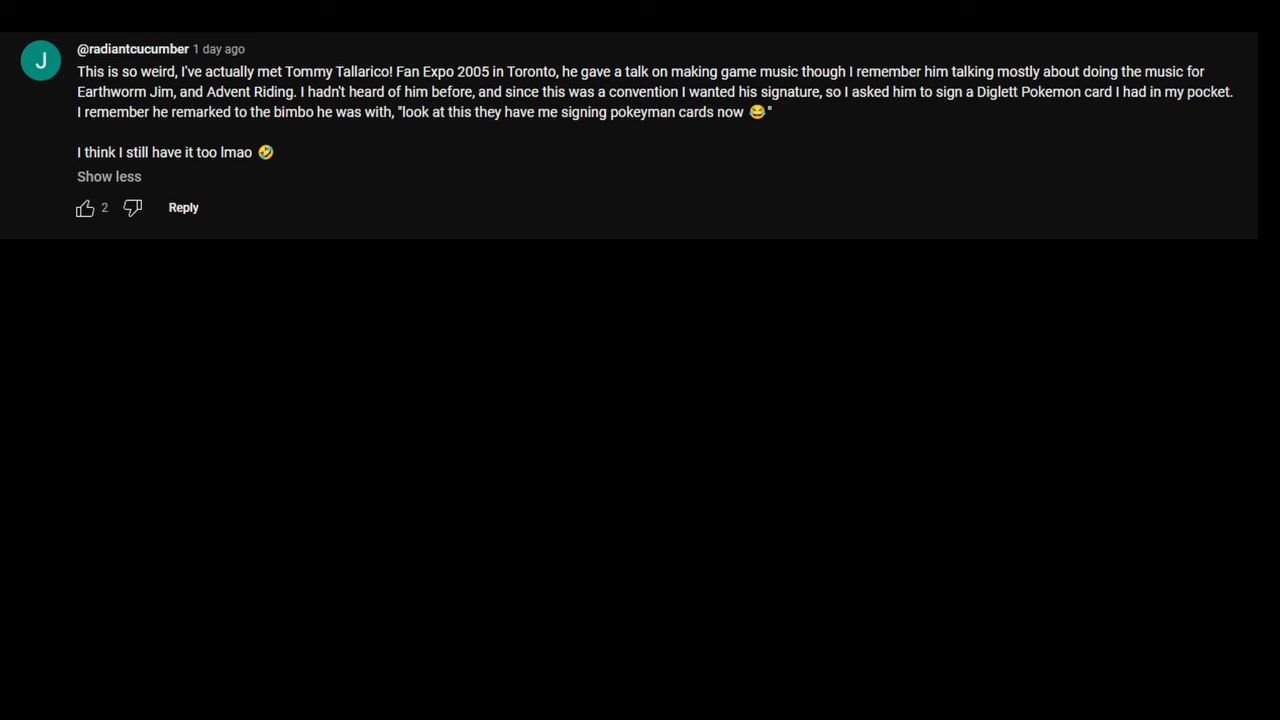 J
@radiantcucumber 1 day ago
This is so weird, I've actually met Tommy Tallarico! Fan Expo 2005 in Toronto, he gave a talk on making game music though I remember him talking mostly about doing the music for
Earthworm Jim, and Advent Riding. I hadn't heard of him before, and since this was a convention I wanted his signature, so I asked him to sign a Diglett Pokemon card I had in my pocket.
I remember he remarked to the bimbo he was with, "look at this they have me signing pokeyman cards now 😂"
I think I still have it too lmao 🤣
Show less
2 Reply